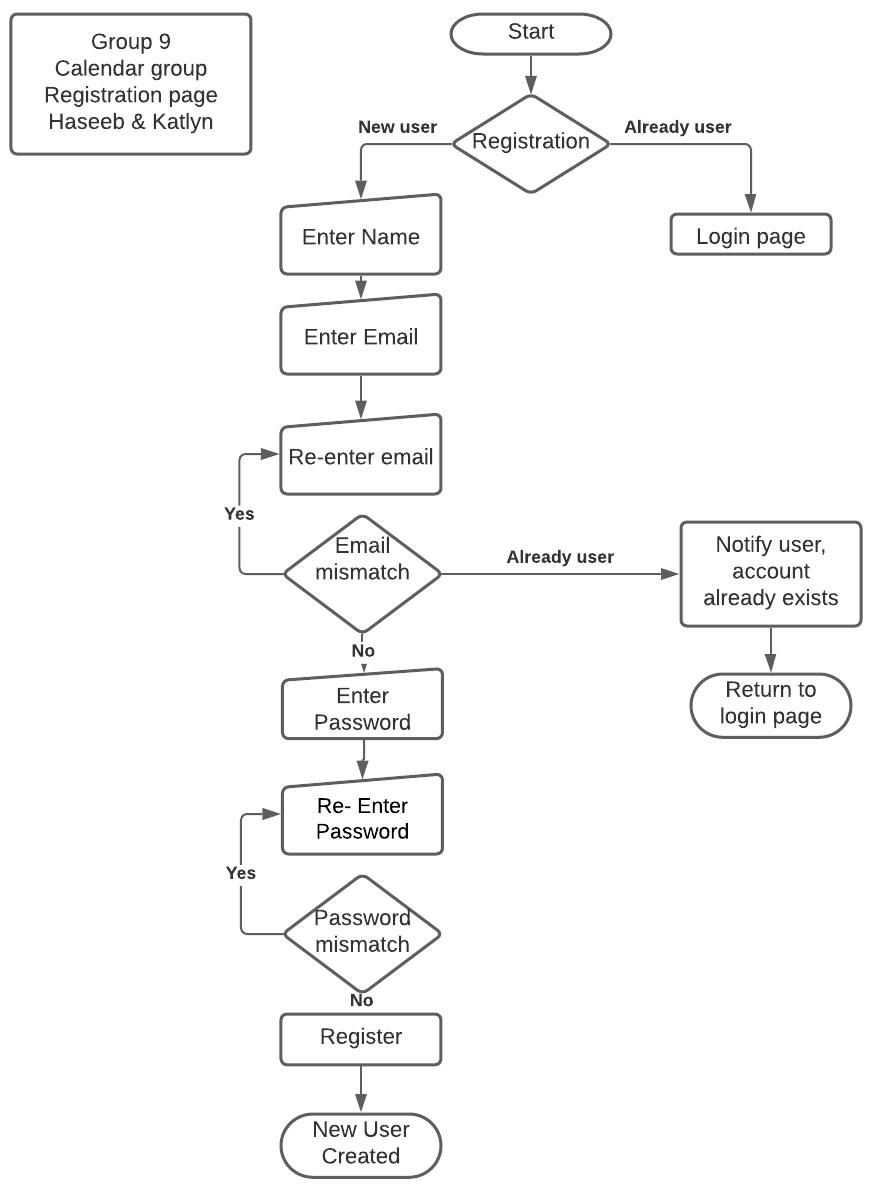 Group 9
Calendar group
Registration page
Haseeb & Katlyn
Start
Registration
New user
Already user
Enter Name
Login page
Enter Email
Re-enter email
Yes
Email
mismatch
Already user
Notify user,
account
already exists
No
Return to
login page
Enter
Password
Re- Enter
Password
Yes
Password
mismatch
No
Register
New User
Created